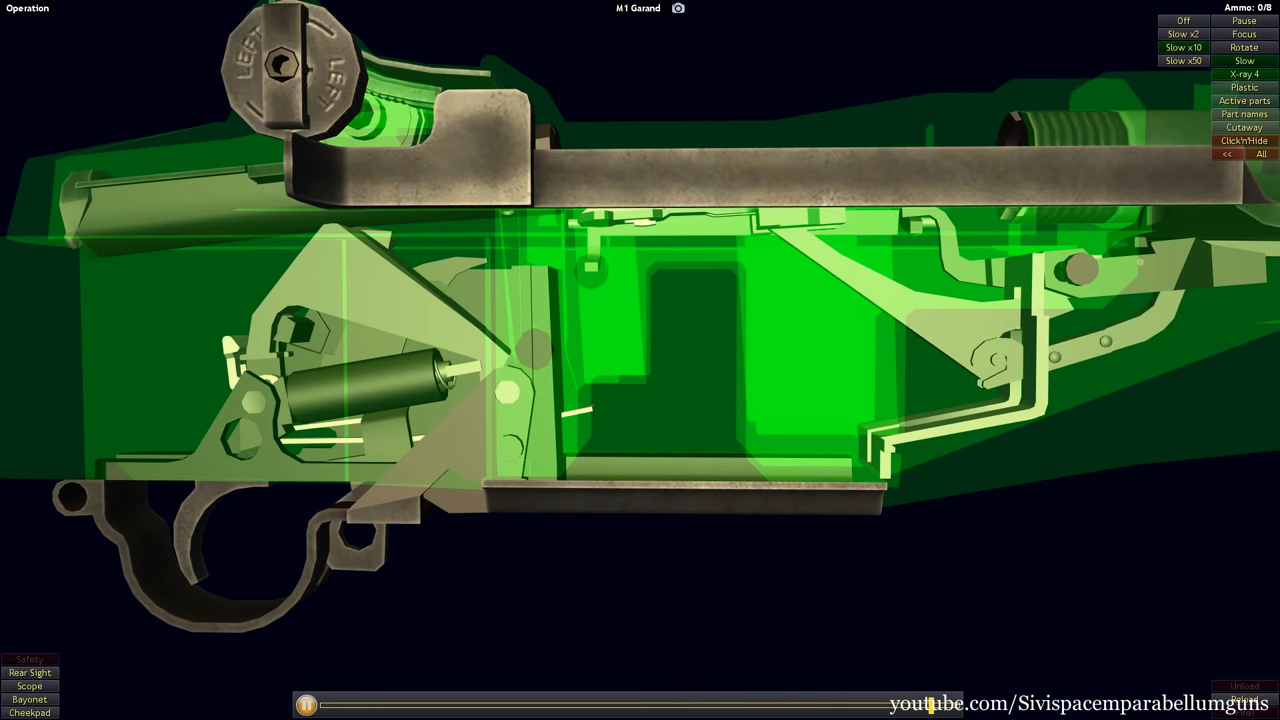 Operation
M1 Garand
Ammo: 0/8
Off
Pause
Slow x2
Focus
Slow x10
Rotate
Slow x50
Slow
X-ray 4
Plastic
Active parts
Part names
Cutaway
Click'n'Hide
<< All
LEFT
LEFT
Safety
Rear Sight
Scope
Bayonet
Cheekpad
Unload
Reload
youtube.com/Sivispacemparabellumguns